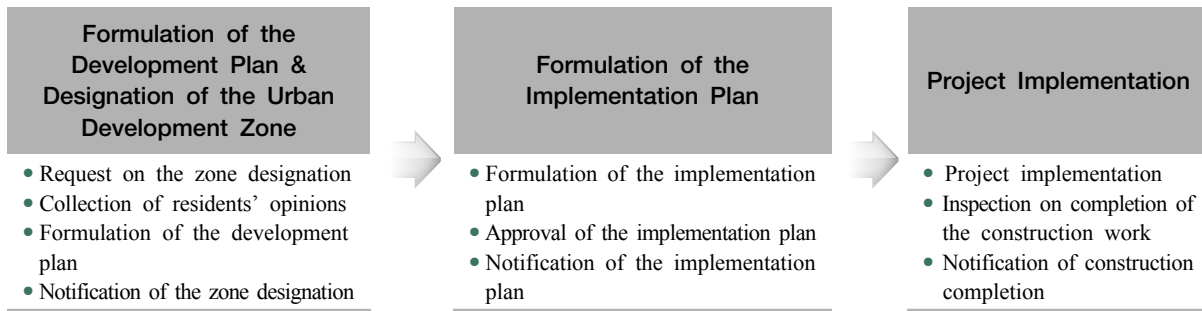 Formulation of the
Development Plan &
Designation of the Urban
Development Zone
• Request on the zone designation
• Collection of residents' opinions
• Formulation of the development
plan
• Notification of the zone designation
Formulation of the
Implementation Plan
• Formulation of the implementation
plan
• Approval of the implementation plan
• Notification of the implementation
plan
Project Implementation
• Project implementation
• Inspection on completion of
the construction work
• Notification of construction
completion